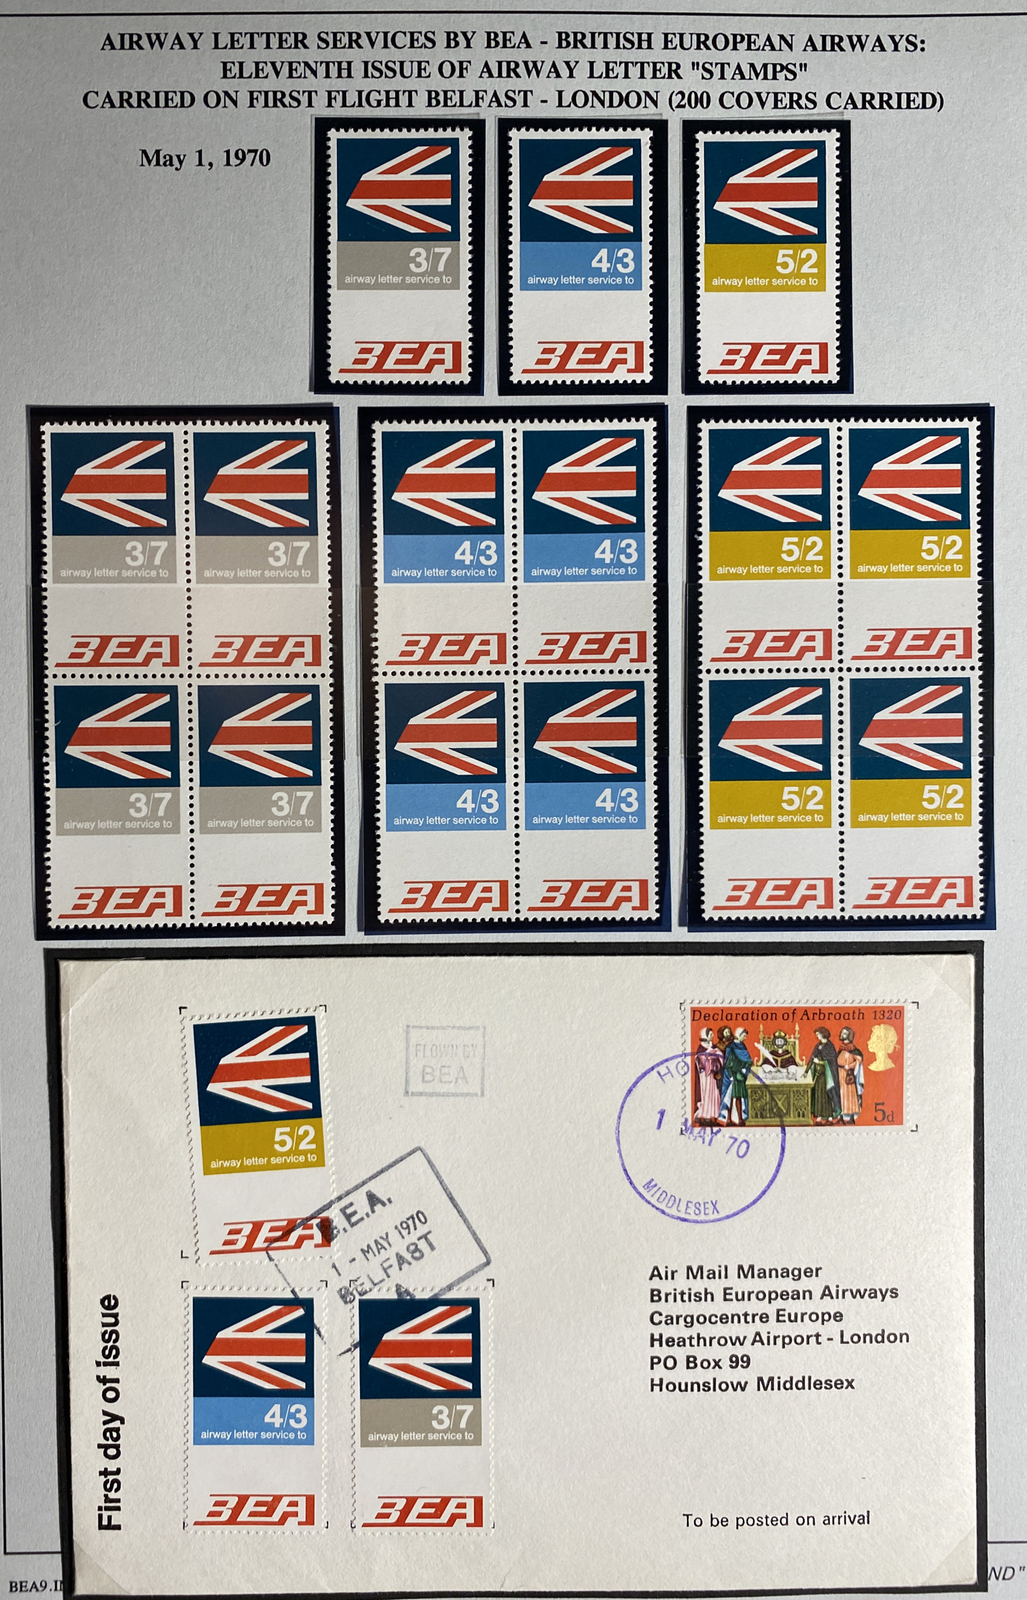 AIRWAY LETTER SERVICES BY BEA - BRITISH EUROPEAN AIRWAYS:
ELEVENTH ISSUE OF AIRWAY LETTER "STAMPS"
CARRIED ON FIRST FLIGHT BELFAST - LONDON (200 COVERS CARRIED)
May 1, 1970
3/7
airway letter service to
BEA
4/3
airway letter service to
BEA
5/2
airway letter service to
BEA
3/7
airway letter service to
BEA
3/7
airway letter service to
BEA
4/3
airway letter service to
BEA
4/3
airway letter service to
BEA
5/2
airway letter service to
BEA
5/2
airway letter service to
BEA
3/7
airway letter service to
BEA
3/7
airway letter service to
BEA
4/3
airway letter service to
BEA
4/3
airway letter service to
BEA
5/2
airway letter service to
BEA
5/2
airway letter service to
BEA
5/2
airway letter service to
BEA
FLOWN BY
BEA
Declaration of Arbroath 1320
5d
1 MAY 70
MIDDLESEX
B.E.A.
1 - MAY 1970
BELFAST
A
4/3
airway letter service to
BEA
3/7
airway letter service to
BEA
First day of issue
Air Mail Manager
British European Airways
Cargocentre Europe
Heathrow Airport - London
PO Box 99
Hounslow Middlesex
To be posted on arrival
ND"